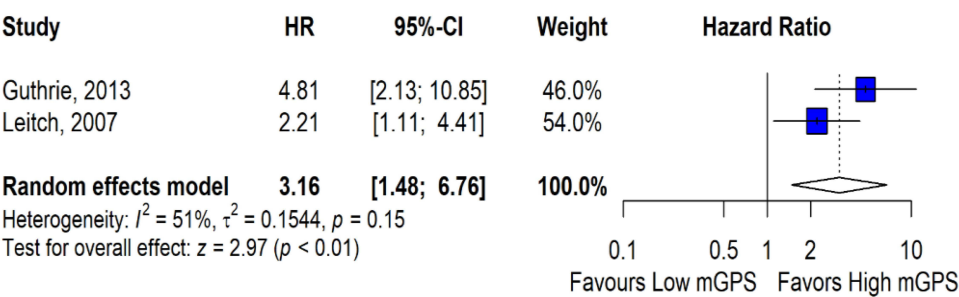 Study HR 95%-CI Weight Hazard Ratio
Guthrie, 2013 4.81 [2.13; 10.85] 46.0%
Leitch, 2007 2.21 [1.11; 4.41] 54.0%
Random effects model 3.16 [1.48; 6.76] 100.0%
Heterogeneity: I² = 51%, τ² = 0.1544, p = 0.15
Test for overall effect: z = 2.97 (p < 0.01)
0.1 0.5 1 2 10
Favours Low mGPS Favors High mGPS